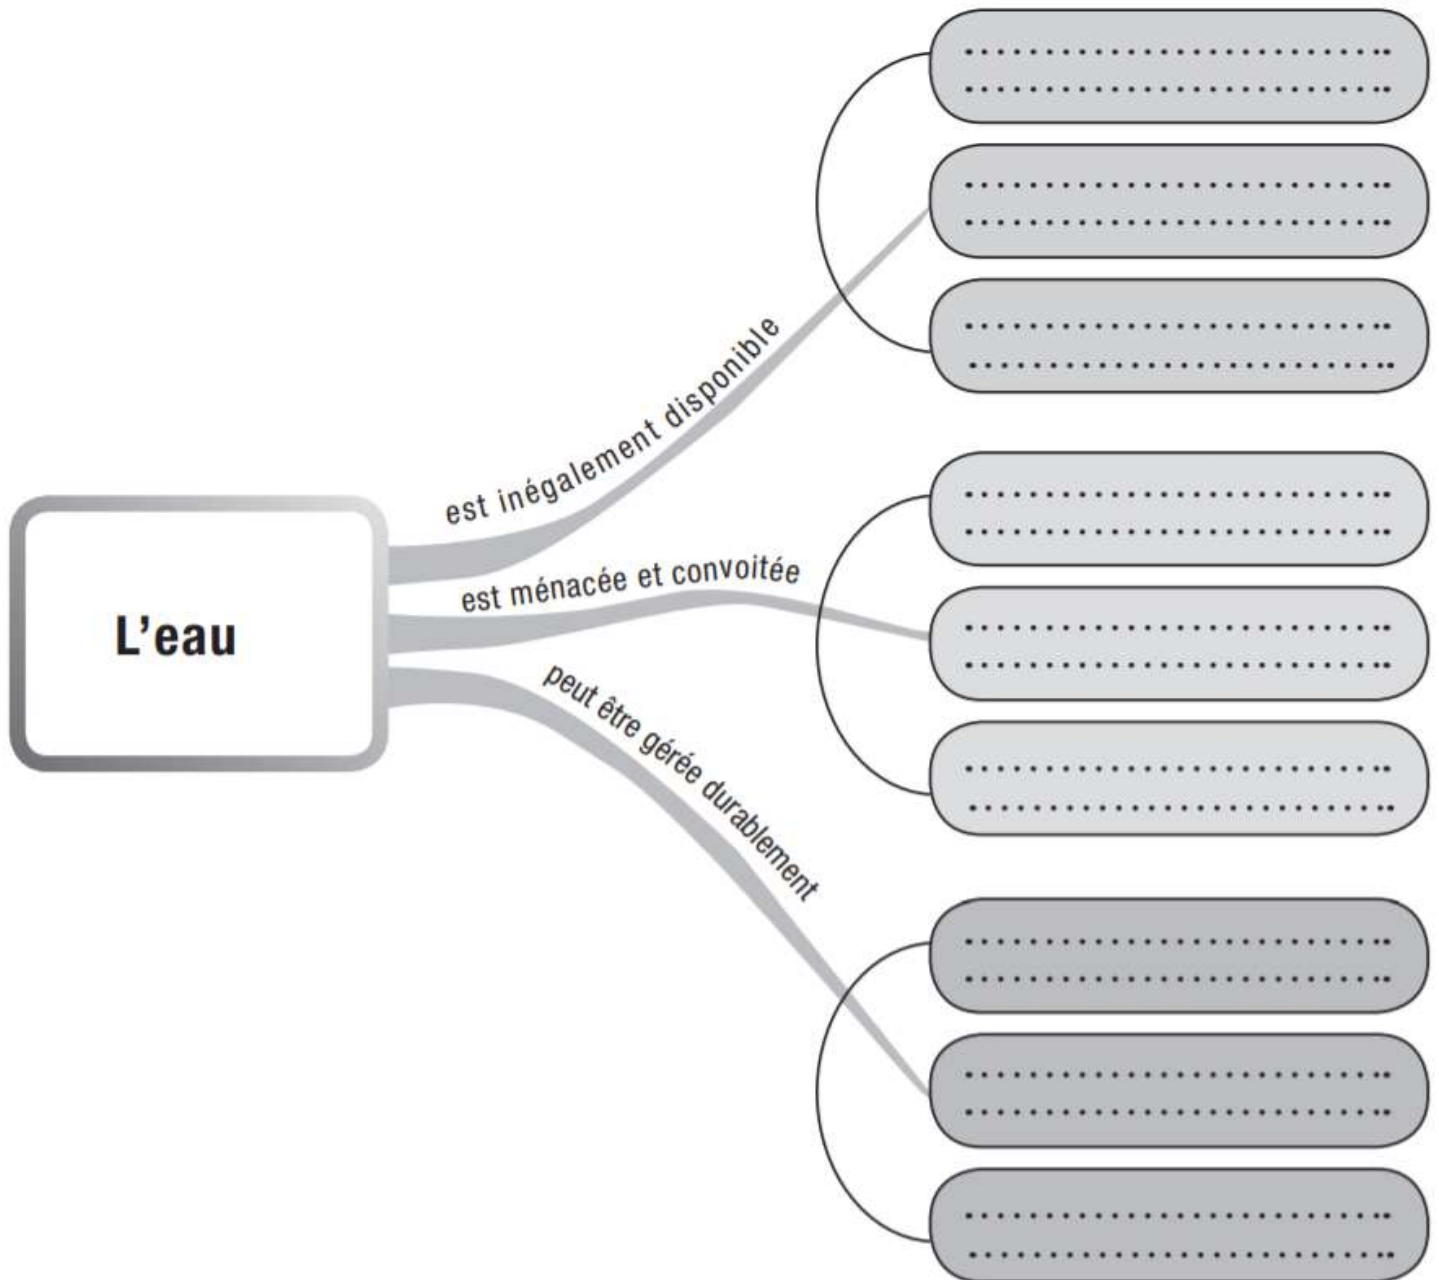 est inégalement disponible
est ménacée et convoitée
L'eau
peut être gérée durablement